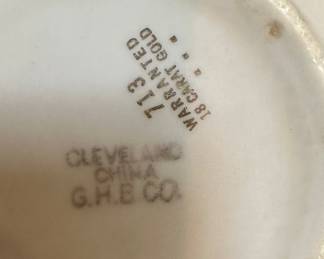 713
WARRANTED
18 CARAT GOLD
CLEVELAND
CHINA
G.H.B CO.